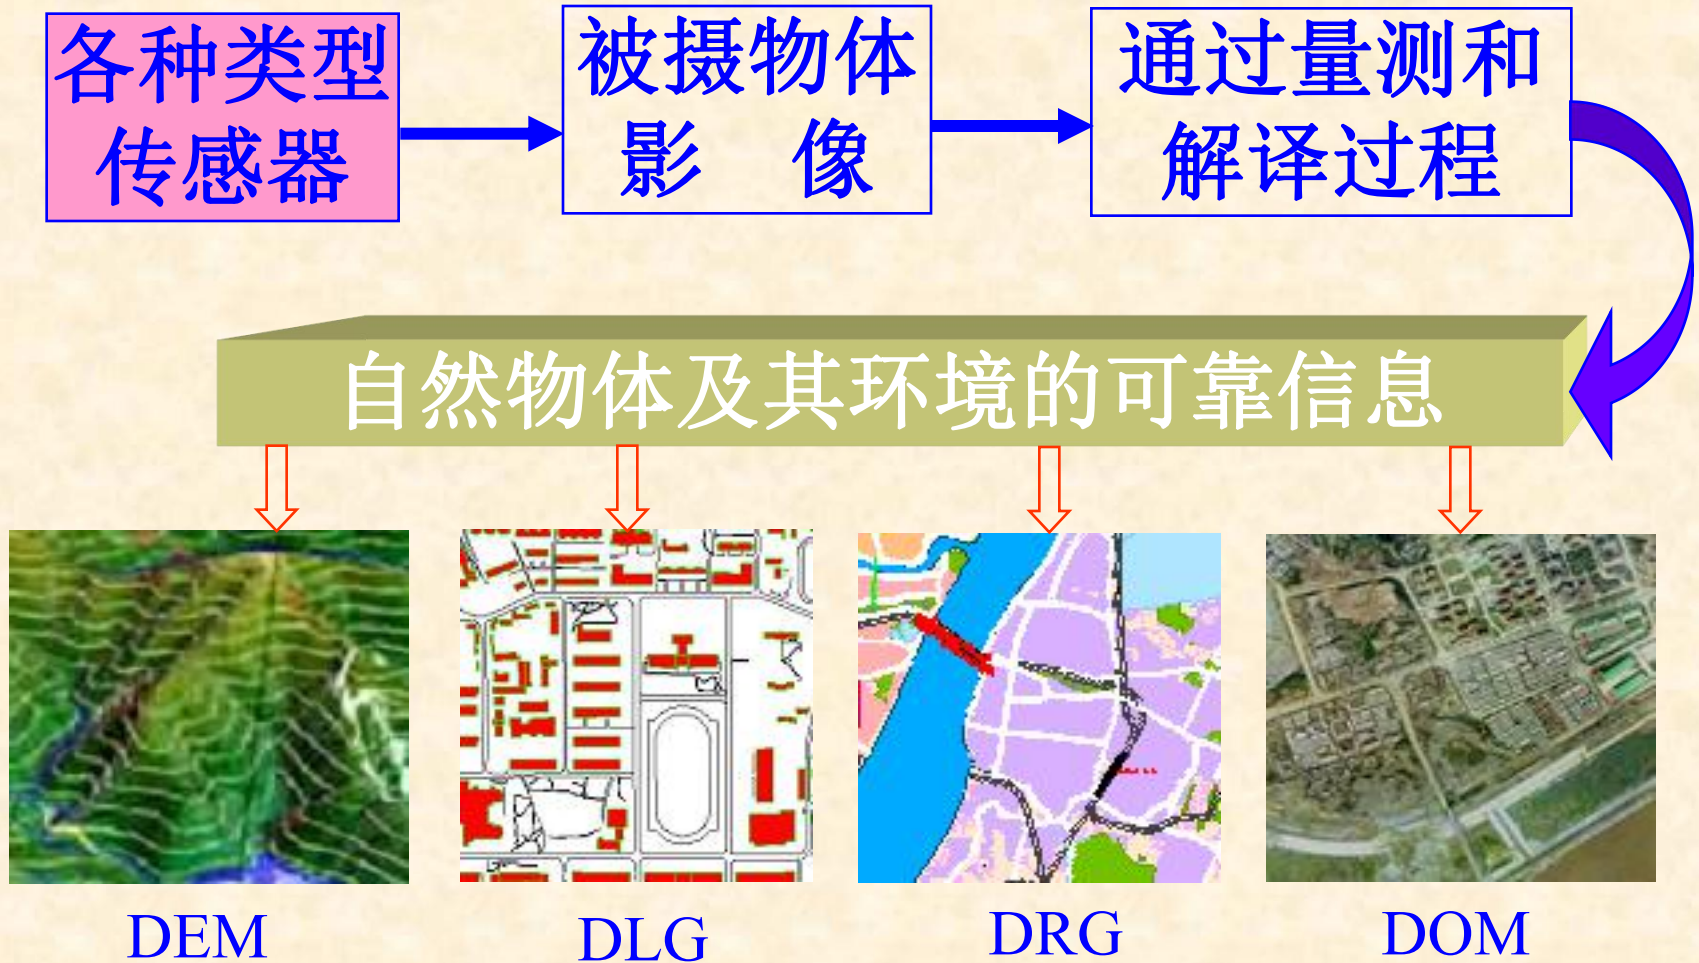 各种类型
传感器
被摄物体
影 像
通过量测和
解译过程
自然物体及其环境的可靠信息
DEM
DLG
DRG
DOM